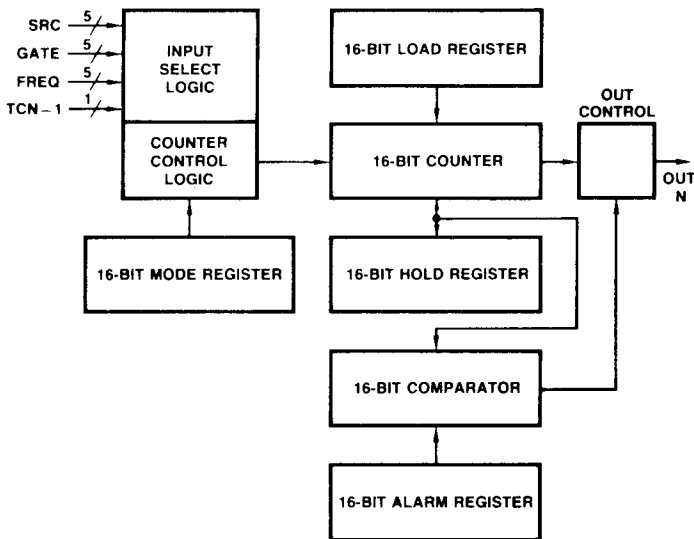 SRC
5
GATE
5
FREQ
5
TCN-1
1
INPUT
SELECT
LOGIC
COUNTER
CONTROL
LOGIC
16-BIT MODE REGISTER
16-BIT LOAD REGISTER
16-BIT COUNTER
16-BIT HOLD REGISTER
16-BIT COMPARATOR
16-BIT ALARM REGISTER
OUT
CONTROL
OUT
N